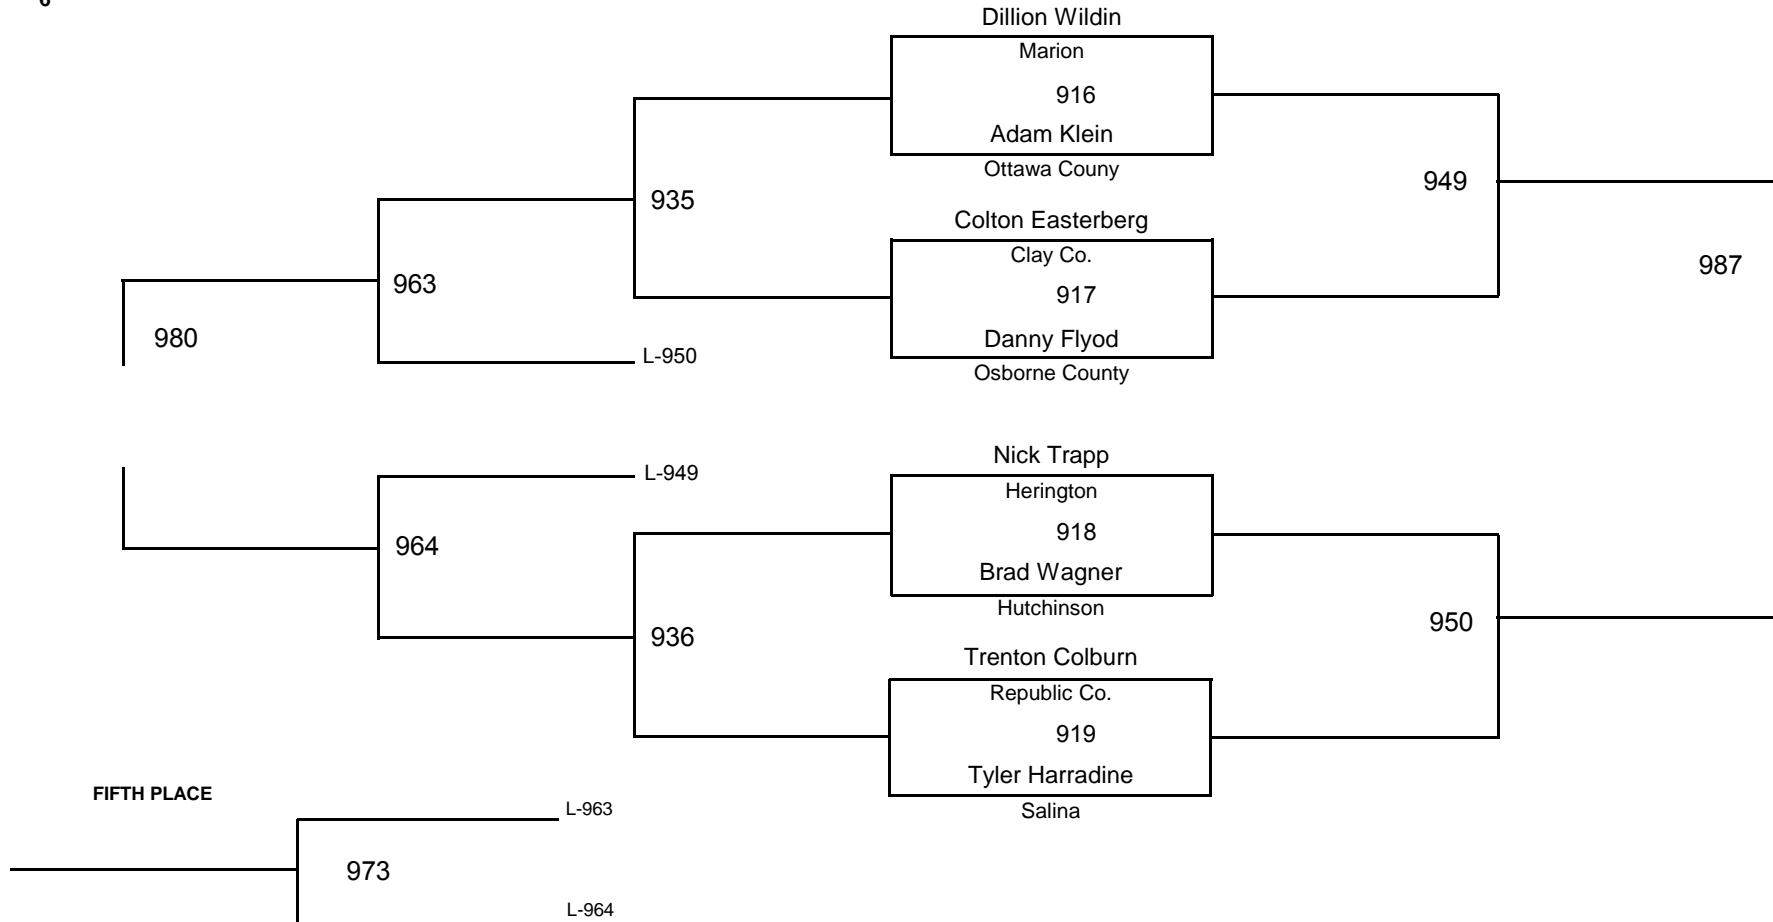 6
Dillion Wildin
Marion
916
Adam Klein
Ottawa Couny
935
949
Colton Easterberg
Clay Co.
917
987
963
980
Danny Flyod
L-950
Osborne County
Nick Trapp
L-949
Herington
918
964
Brad Wagner
Hutchinson
936
950
Trenton Colburn
Republic Co.
919
Tyler Harradine
FIFTH PLACE
L-963
Salina
973
L-964